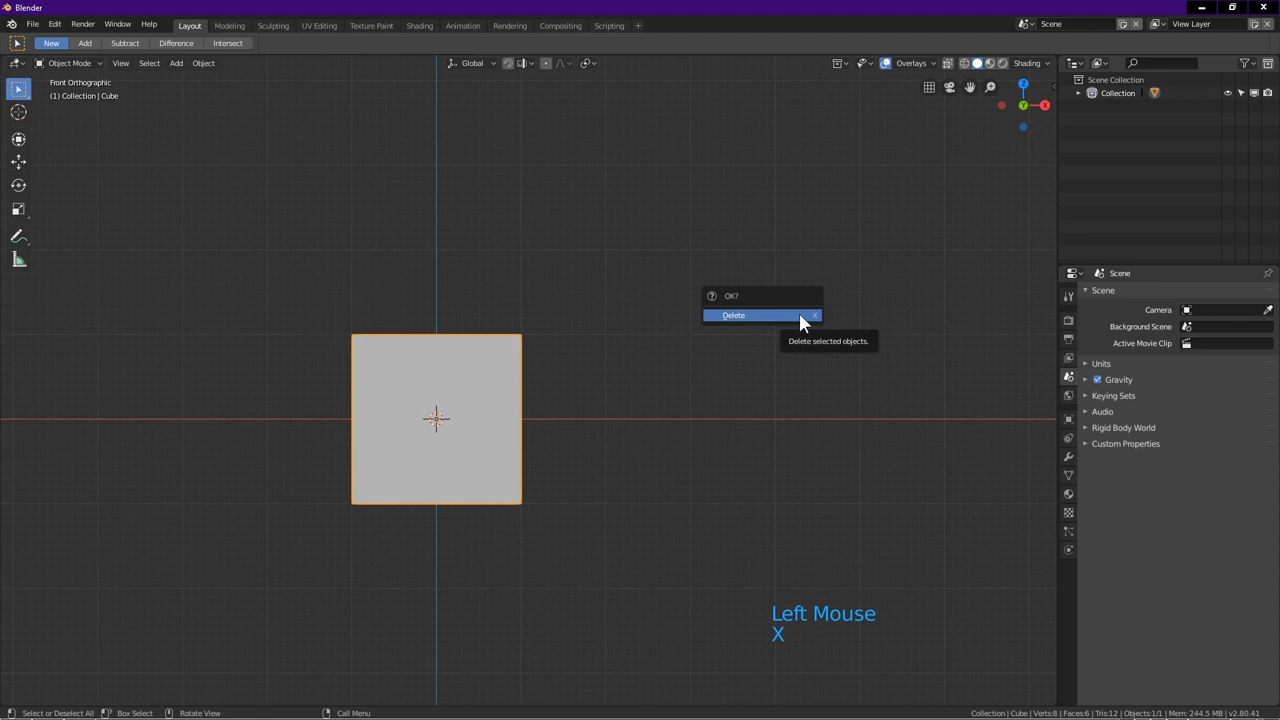 Blender
File Edit Render Window Help Layout Modeling Sculpting UV Editing Texture Paint Shading Animation Rendering Compositing Scripting + Scene View Layer
New Add Subtract Difference Intersect
Object Mode View Select Add Object Global Overlays Shading
Front Orthographic
(1) Collection | Cube
Z
Y
X
Scene Collection
Collection
OK?
Delete X
Delete selected objects.
Scene
Scene
Camera
Background Scene
Active Movie Clip
Units
Gravity
Keying Sets
Audio
Rigid Body World
Custom Properties
Left Mouse
X
Select or Deselect All Box Select Rotate View Call Menu Collection | Cube | Verts:8 | Faces:6 | Tris:12 | Objects:1/1 | Mem: 244.5 MB | v2.80.41